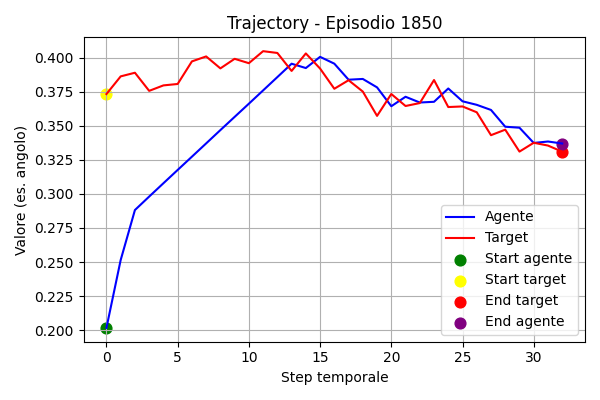 Trajectory - Episodio 1850
Valore (es. angolo)
0.400
0.375
0.350
0.325
0.300
0.275
0.250
0.225
0.200
Agente
Target
Start agente
Start target
End target
End agente
0 5 10 15 20 25 30
Step temporale